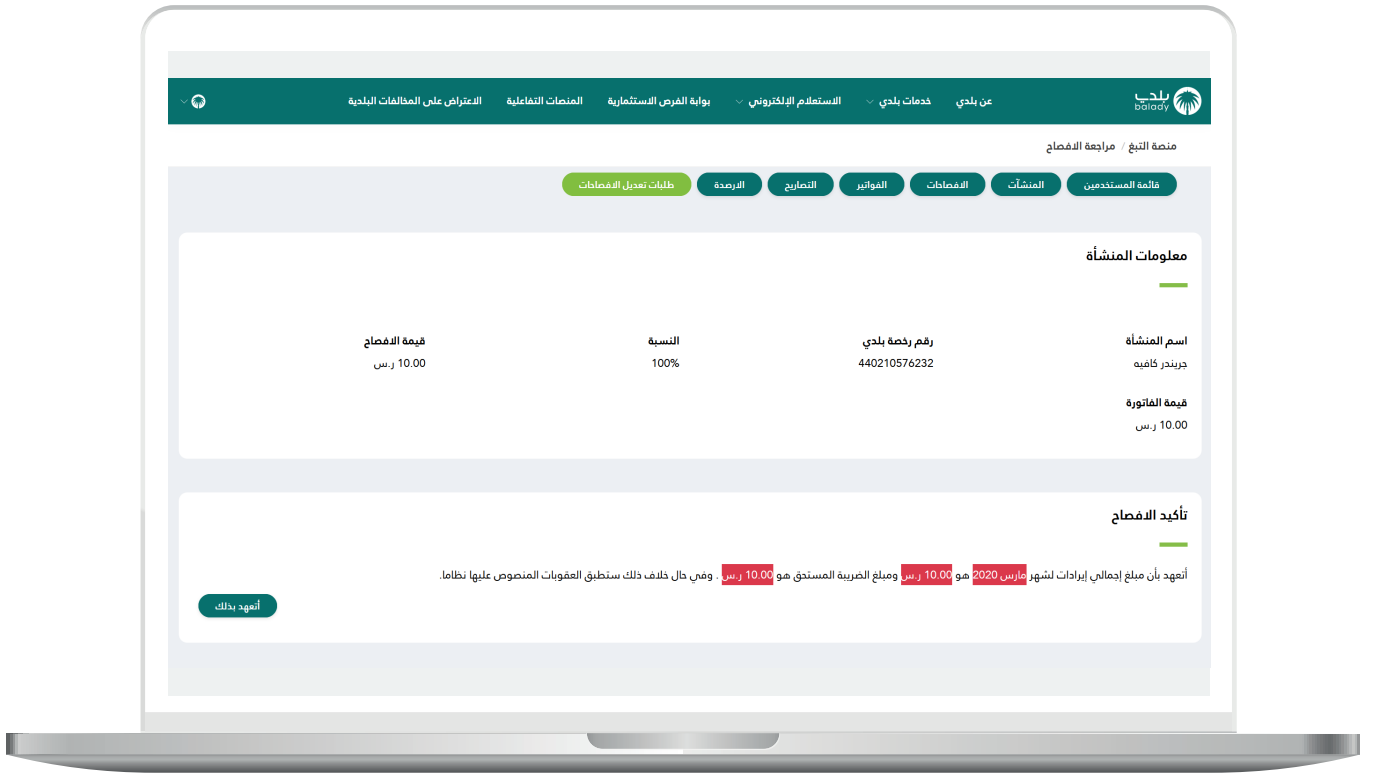 بلدي
balady
عن بلدي
خدمات بلدي
الاستعلام الإلكتروني
بوابة الفرص الاستثمارية
المنصات التفاعلية
الاعتراض على المخالفات البلدية
منصة التبغ / مراجعة الافصاح
قائمة المستخدمين
المنشآت
الافصاحات
الفواتير
التصاريح
الارصدة
طلبات تعديل الافصاحات
معلومات المنشأة
اسم المنشأة
جريندر كافيه
رقم رخصة بلدي
440210576232
النسبة
100%
قيمة الافصاح
10.00 ر.س
قيمة الفاتورة
10.00 ر.س
تأكيد الافصاح
أتعهد بأن مبلغ إجمالي إيرادات لشهر مارس 2020 هو 10.00 ر.س ومبلغ الضريبة المستحق هو 10.00 ر.س . وفي حال خلاف ذلك ستطبق العقوبات المنصوص عليها نظاما.
أتعهد بذلك